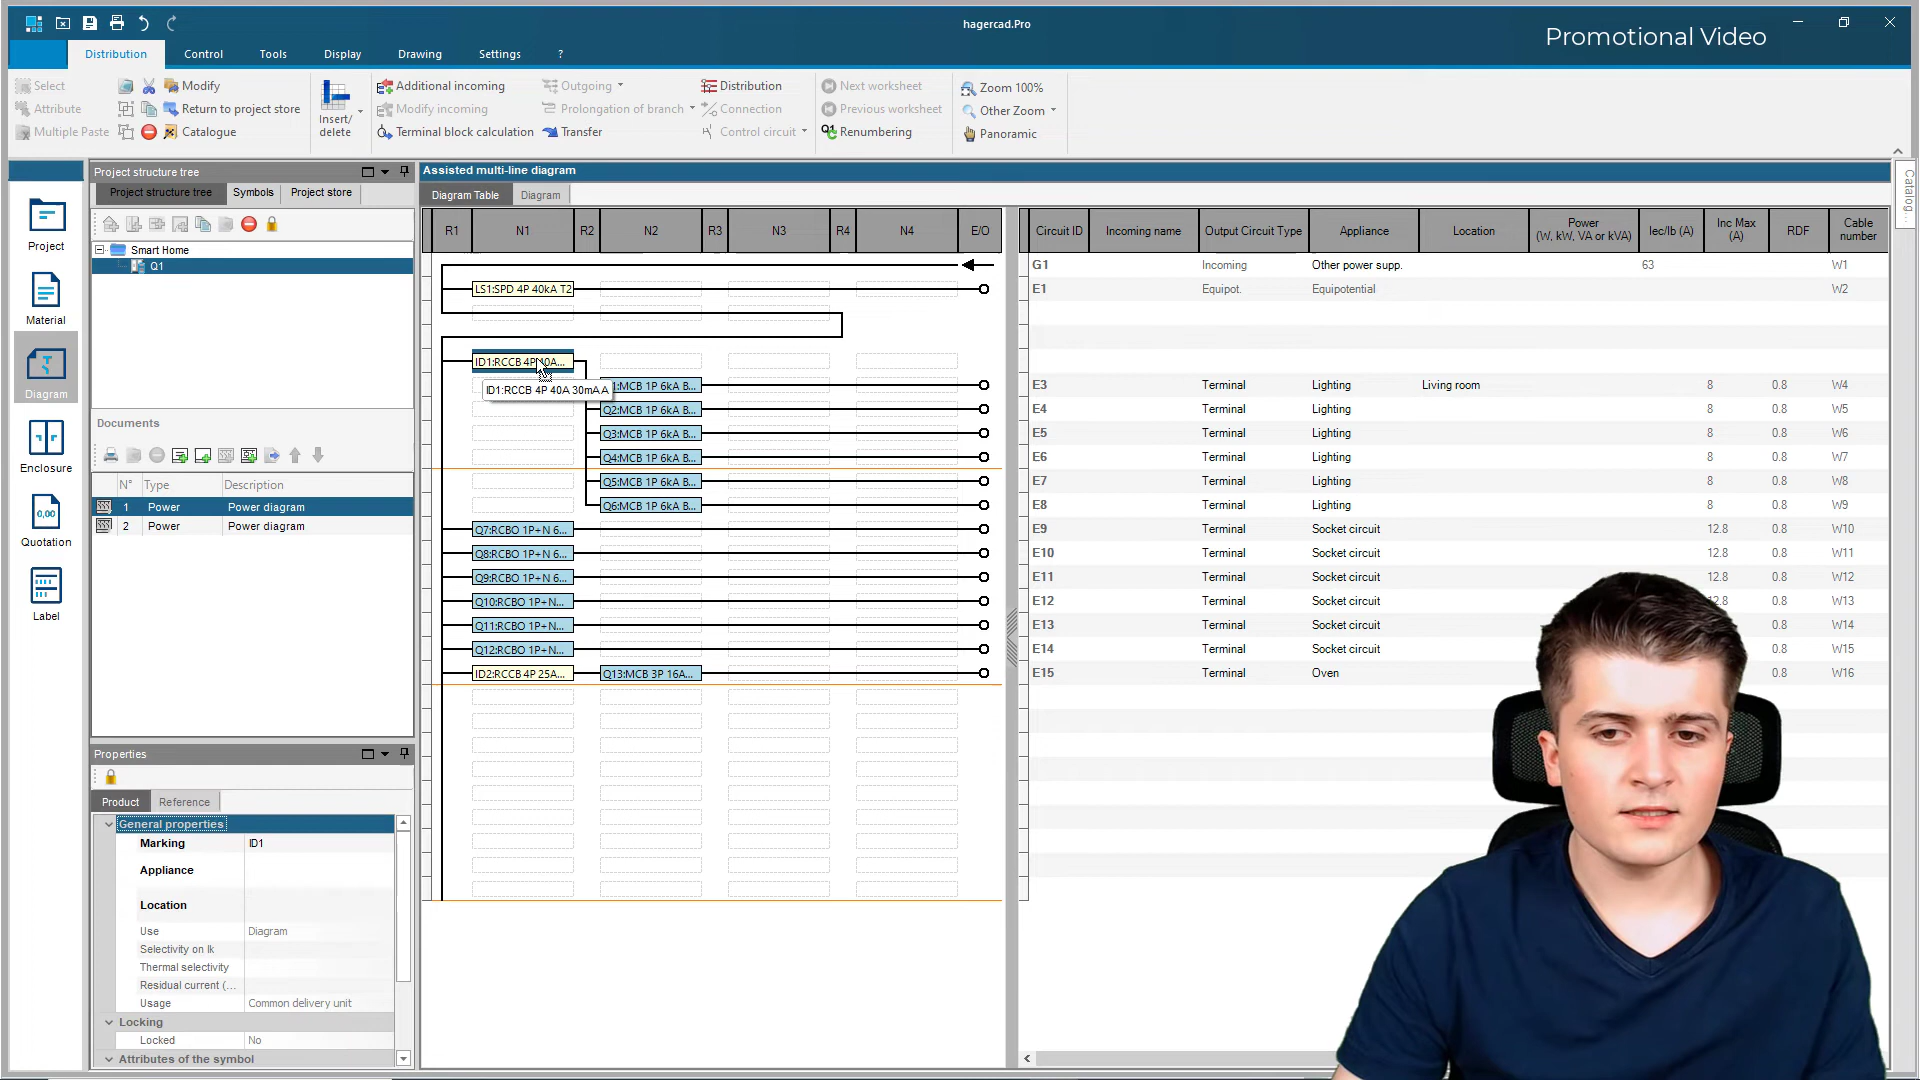 hagercad.Pro
Promotional Video
Distribution Control Tools Display Drawing Settings ?
Select Modify Additional incoming Outgoing Distribution Next worksheet Zoom 100%
Attribute Return to project store Insert/ delete Modify incoming Prolongation of branch Connection Previous worksheet Other Zoom
Multiple Paste Catalogue Terminal block calculation Transfer Control circuit Renumbering Panoramic
Project
Material
Diagram
Enclosure
0,00
Quotation
Label
Project structure tree
Project structure tree Symbols Project store
Smart Home
Q1
Documents
N° Type Description
1 Power Power diagram
2 Power Power diagram
Properties
Product Reference
General properties
Marking ID1
Appliance
Location
Use Diagram
Selectivity on Ik
Thermal selectivity
Residual current (...
Usage Common delivery unit
Locking
Locked No
Attributes of the symbol
Assisted multi-line diagram
Diagram Table Diagram
R1 N1 R2 N2 R3 N3 R4 N4 E/O
LS1:SPD 4P 40kA T2
ID1:RCCB 4P 40A...
ID1:RCCB 4P 40A 30mA A
1:MCB 1P 6kA B...
Q2:MCB 1P 6kA B...
Q3:MCB 1P 6kA B...
Q4:MCB 1P 6kA B...
Q5:MCB 1P 6kA B...
Q6:MCB 1P 6kA B...
Q7:RCBO 1P+N 6...
Q8:RCBO 1P+N 6...
Q9:RCBO 1P+N 6...
Q10:RCBO 1P+N...
Q11:RCBO 1P+N...
Q12:RCBO 1P+N...
ID2:RCCB 4P 25A... Q13:MCB 3P 16A...
Circuit ID Incoming name Output Circuit Type Appliance Location Power (W, kW, VA or kVA) Iec/Ib (A) Inc Max (A) RDF Cable number
G1 Incoming Other power supp. 63 W1
E1 Equipot. Equipotential W2
E3 Terminal Lighting Living room 8 0.8 W4
E4 Terminal Lighting 8 0.8 W5
E5 Terminal Lighting 8 0.8 W6
E6 Terminal Lighting 8 0.8 W7
E7 Terminal Lighting 8 0.8 W8
E8 Terminal Lighting 8 0.8 W9
E9 Terminal Socket circuit 12.8 0.8 W10
E10 Terminal Socket circuit 12.8 0.8 W11
E11 Terminal Socket circuit 12.8 0.8 W12
E12 Terminal Socket circuit 2.8 0.8 W13
E13 Terminal Socket circuit 0.8 W14
E14 Terminal Socket circuit 0.8 W15
E15 Terminal Oven 0.8 W16
Catalog...